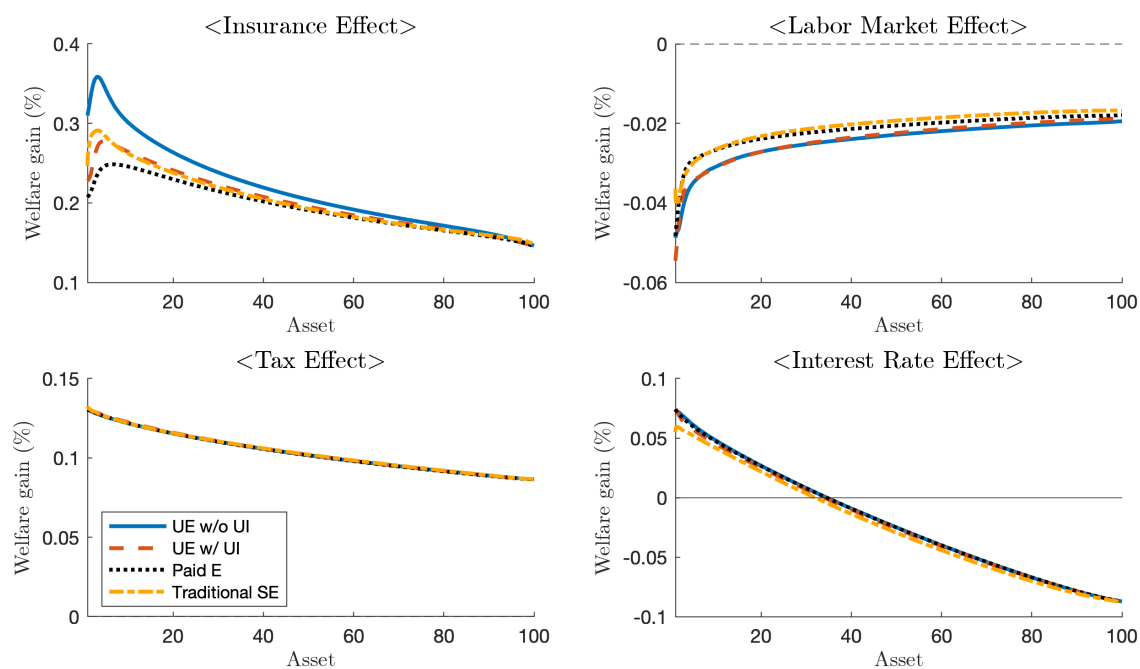 <Insurance Effect>
Welfare gain (%)
0.4
0.3
0.2
0.1
20
40
60
80
100
Asset
<Labor Market Effect>
Welfare gain (%)
0
-0.02
-0.04
-0.06
20
40
60
80
100
Asset
<Tax Effect>
Welfare gain (%)
0.15
0.1
0.05
0
UE w/o UI
UE w/ UI
Paid E
Traditional SE
20
40
60
80
100
Asset
<Interest Rate Effect>
Welfare gain (%)
0.1
0.05
0
-0.05
-0.1
20
40
60
80
100
Asset